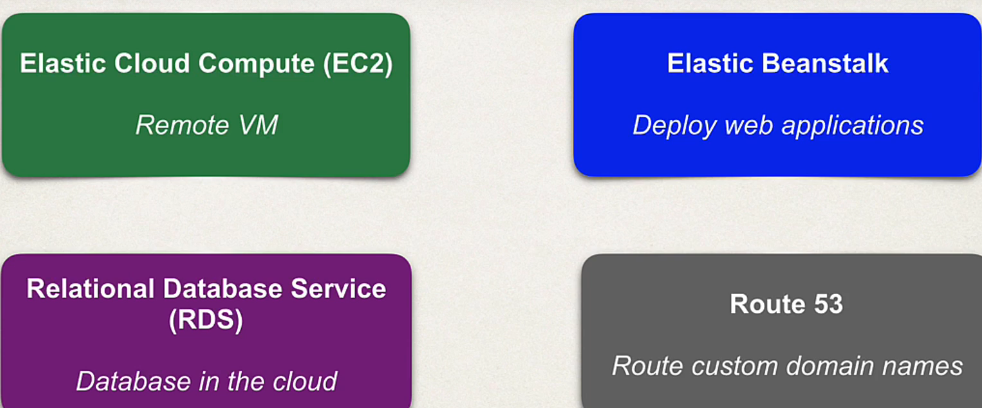 Elastic Cloud Compute (EC2)
Remote VM
Elastic Beanstalk
Deploy web applications
Relational Database Service
(RDS)
Database in the cloud
Route 53
Route custom domain names